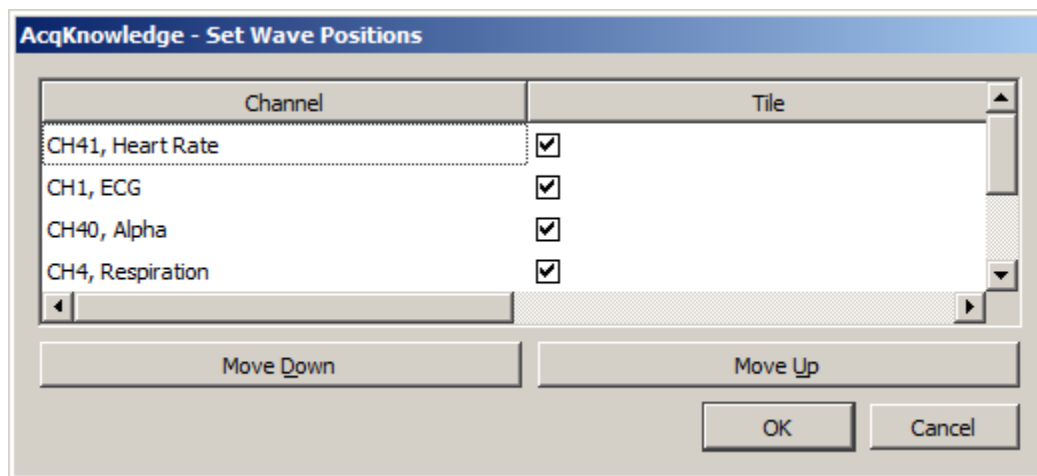 AcqKnowledge - Set Wave Positions
Channel Tile
CH41, Heart Rate
CH1, ECG
CH40, Alpha
CH4, Respiration
Move Down Move Up
OK Cancel